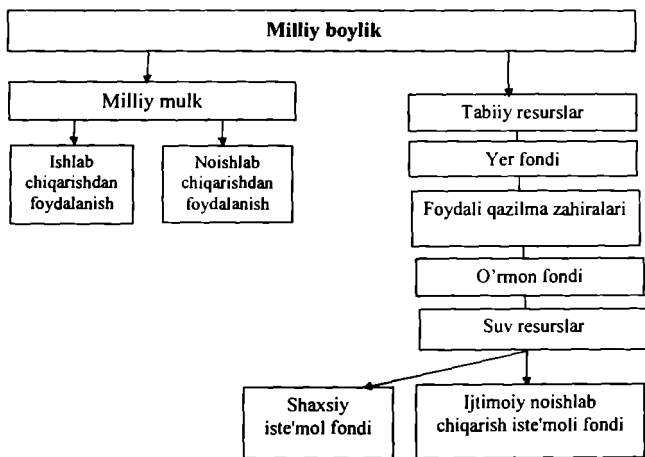 Milliy boylik
Milliy mulk
Tabiiy resurslar
Ishlab
chiqarishdan
foydalanish
Noishlab
chiqarishdan
foydalanish
Yer fondi
Foydali qazilma zahiralari
O'rmon fondi
Suv resurslar
Shaxsiy
iste'mol fondi
Ijtimoiy noishlab
chiqarish iste'moli fondi